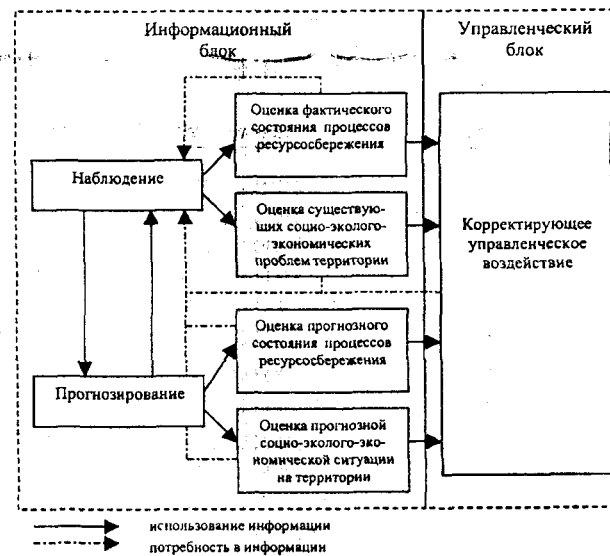 Информационный
блок
Управленческий
блок
Оценка фактического
состояния процессов
ресурсосбережения
Наблюдение
Оценка существую-
щих социо-эколого-
экономических
проблем территории
Корректирующее
управленческое
воздействие
Оценка прогнозного
состояния процессов
ресурсосбережения
Прогнозирование
Оценка прогнозной
социо-эколого-эко-
номической ситуации
на территории
использование информации
потребность в информации